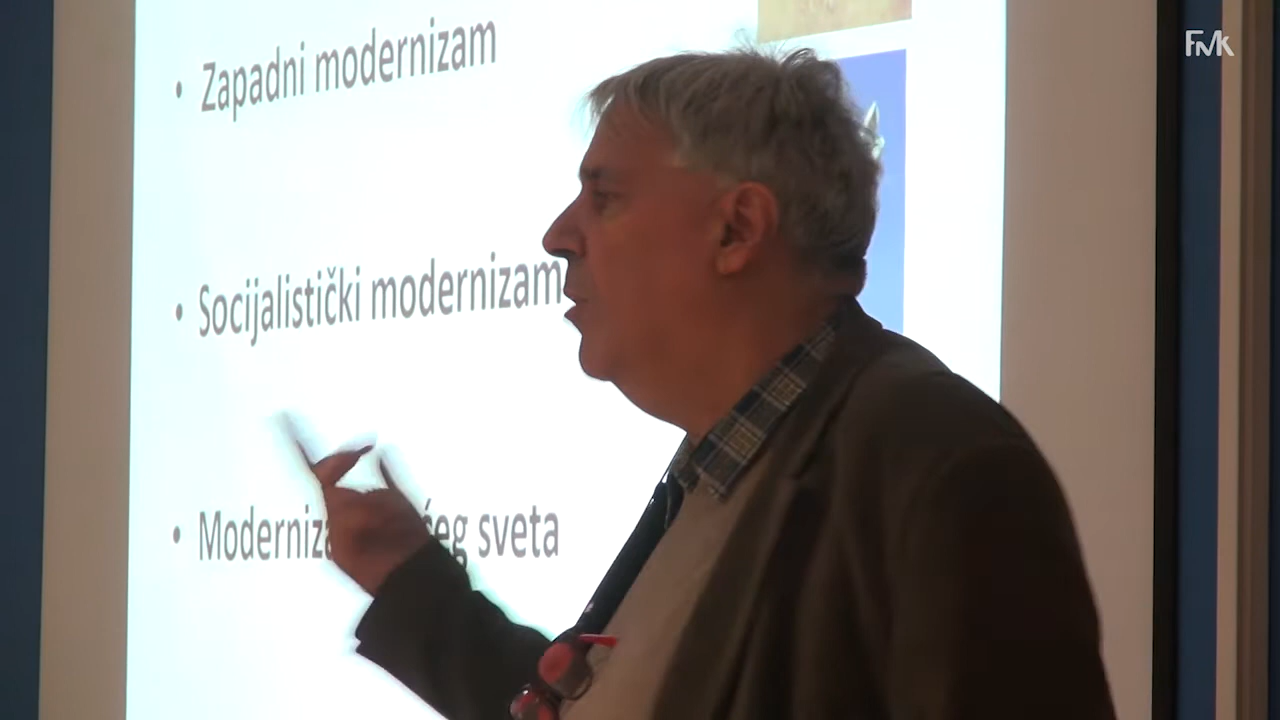 FMK
• Zapadni modernizam
• Socijalistički modernizam
• sveta